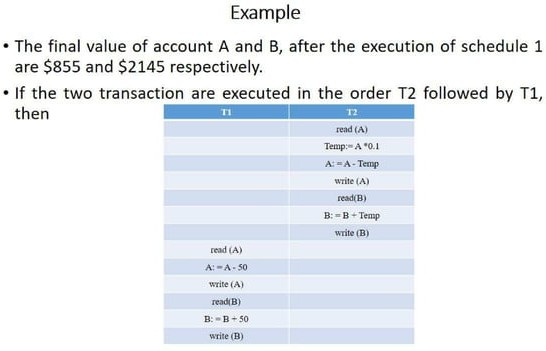 Example
• The final value of account A and B, after the execution of schedule 1
are $855 and $2145 respectively.
• If the two transaction are executed in the order T2 followed by T1,
then
T1 T2
read (A)
Temp:= A *0.1
A: = A - Temp
write (A)
read(B)
B: = B + Temp
write (B)
read (A)
A: = A - 50
write (A)
read(B)
B: = B + 50
write (B)